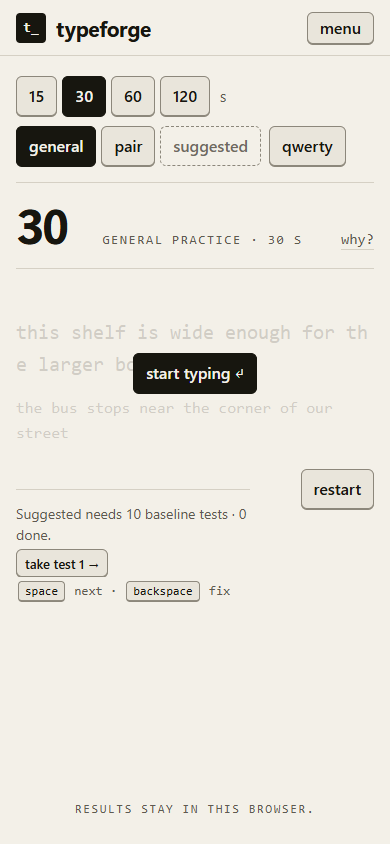 t_ typeforge menu
15 30 60 120 s
general pair suggested qwerty
30 GENERAL PRACTICE · 30 S why?
this shelf is wide enough for th
e larger bo
start typing ↵
the bus stops near the corner of our
street
restart
Suggested needs 10 baseline tests · 0
done.
take test 1 →
space next · backspace fix
RESULTS STAY IN THIS BROWSER.